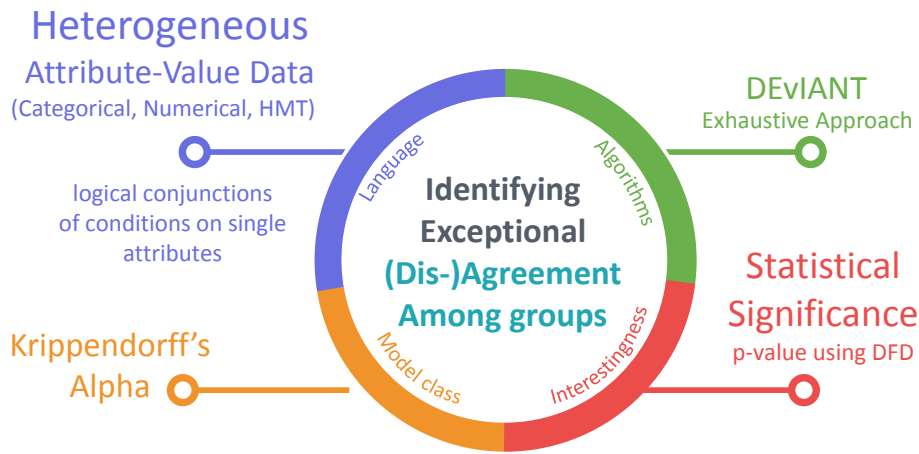 Heterogeneous
Attribute-Value Data
(Categorical, Numerical, HMT)
logical conjunctions
of conditions on single
attributes
Krippendorff's
Alpha
Language
Algorithms
Model class
Interestingness
Identifying
Exceptional
(Dis-)Agreement
Among groups
DEvIANT
Exhaustive Approach
Statistical
Significance
p-value using DFD